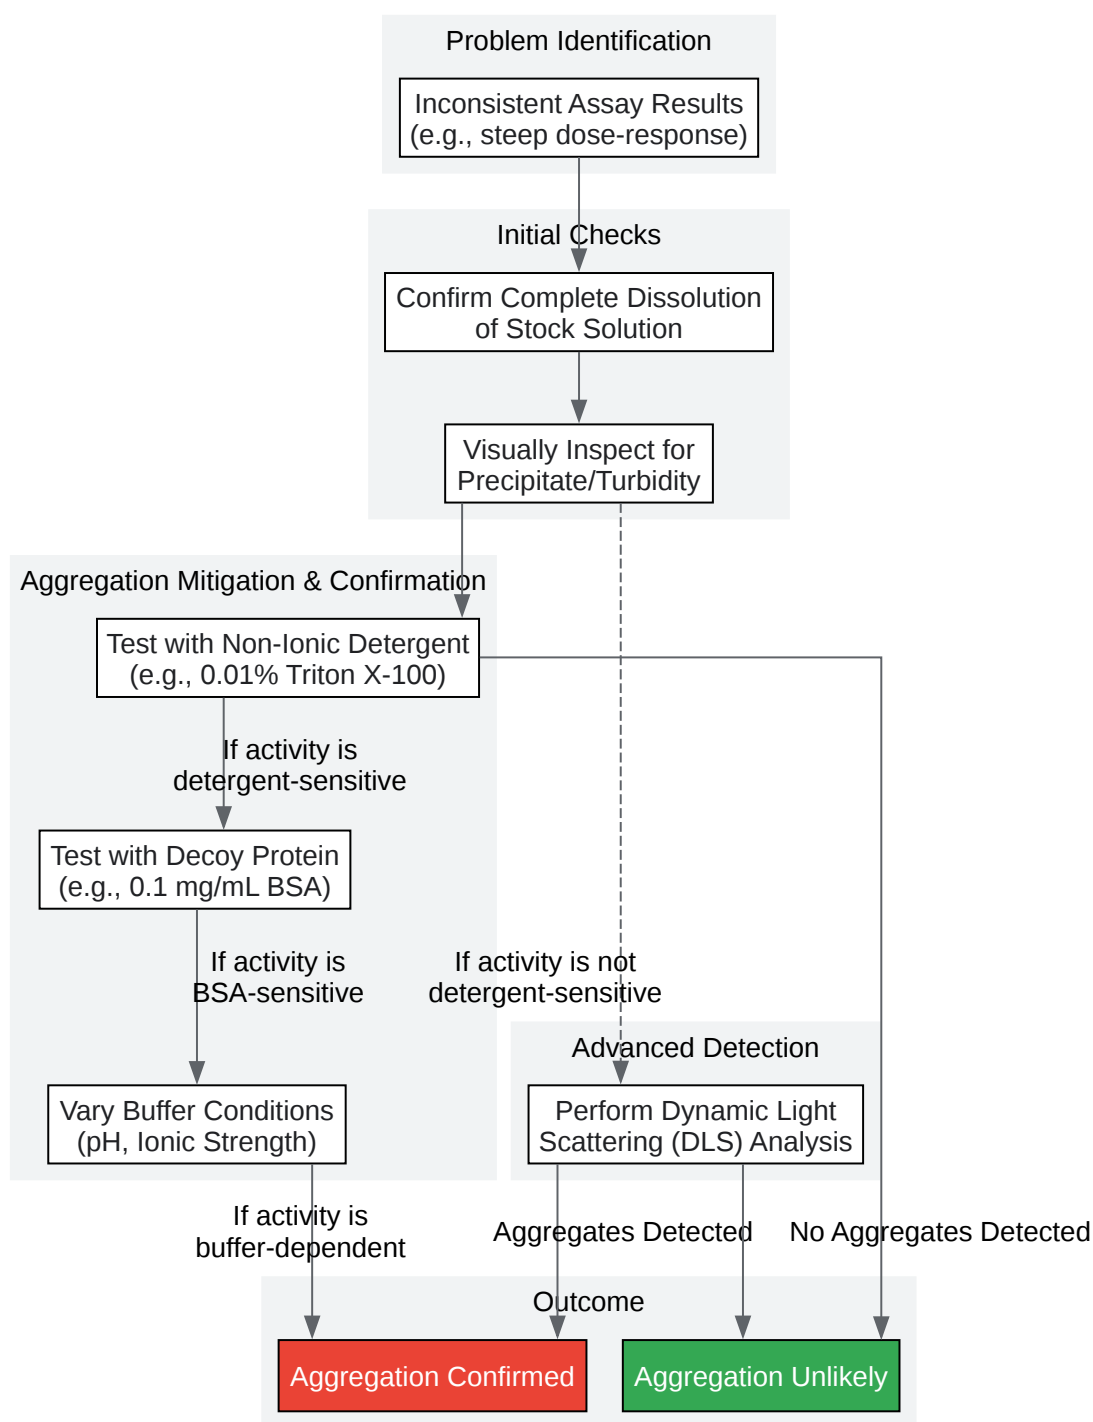 Problem Identification
Inconsistent Assay Results
(e.g., steep dose-response)
Initial Checks
Confirm Complete Dissolution
of Stock Solution
Visually Inspect for
Precipitate/Turbidity
Aggregation Mitigation & Confirmation
Test with Non-Ionic Detergent
(e.g., 0.01% Triton X-100)
If activity is
detergent-sensitive
Test with Decoy Protein
(e.g., 0.1 mg/mL BSA)
If activity is
BSA-sensitive
If activity is not
detergent-sensitive
Advanced Detection
Vary Buffer Conditions
(pH, Ionic Strength)
Perform Dynamic Light
Scattering (DLS) Analysis
If activity is
buffer-dependent
Aggregates Detected
No Aggregates Detected
Outcome
Aggregation Confirmed
Aggregation Unlikely